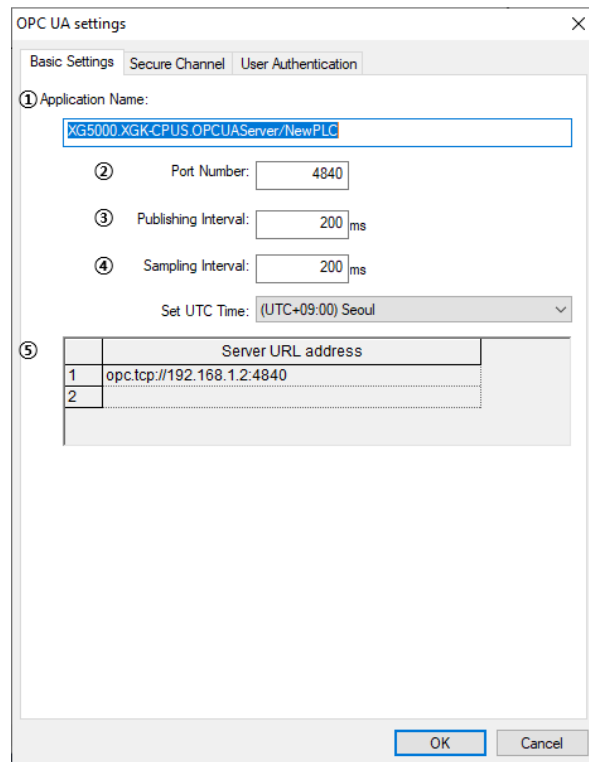 OPC UA settings
Basic Settings Secure Channel User Authentication
① Application Name:
XG5000.XGK-CPUS.OPCUAServer/NewPLC
② Port Number: 4840
③ Publishing Interval: 200 ms
④ Sampling Interval: 200 ms
Set UTC Time: (UTC+09:00) Seoul
⑤ Server URL address
1 opc.tcp://192.168.1.2:4840
2
OK Cancel